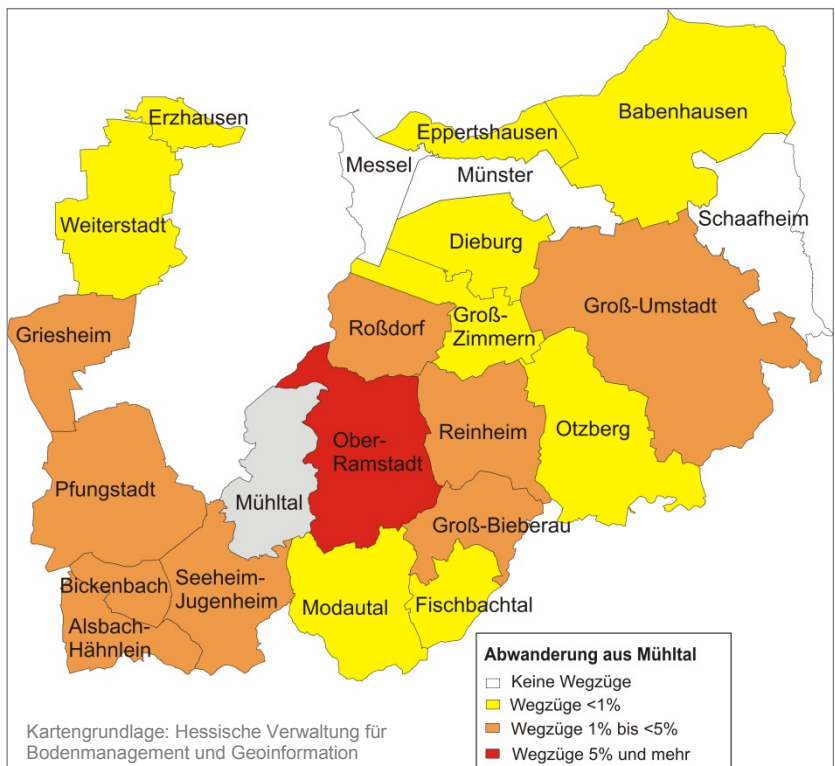 Erzhausen
Eppertshausen
Babenhausen
Messel
Münster
Weiterstadt
Schaafheim
Dieburg
Groß-Umstadt
Griesheim
Roßdorf
Groß-
Zimmern
Ober-
Ramstadt
Reinheim
Otzberg
Pfungstadt
Mühltal
Groß-Bieberau
Bickenbach
Seeheim-
Jugenheim
Alsbach-
Hähnlein
Modautal
Fischbachtal
Abwanderung aus Mühltal
Keine Wegzüge
Wegzüge <1%
Wegzüge 1% bis <5%
Wegzüge 5% und mehr
Kartengrundlage: Hessische Verwaltung für
Bodenmanagement und Geoinformation